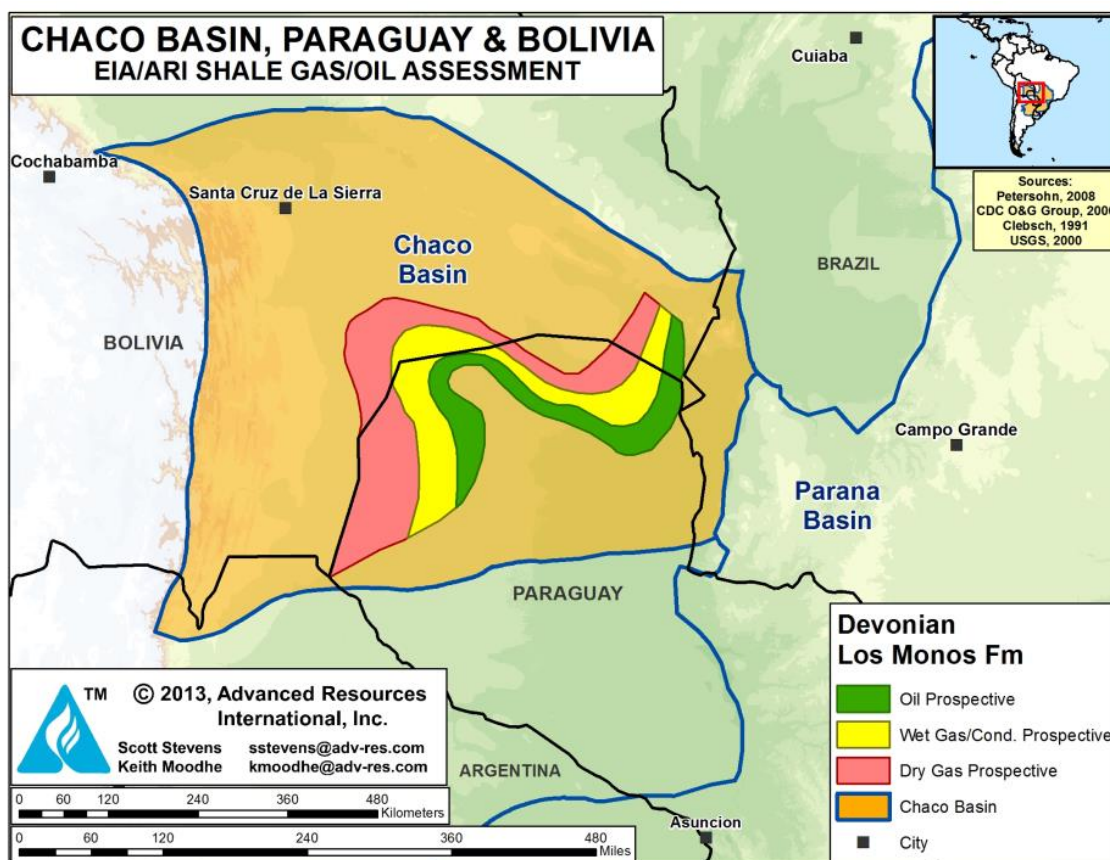 CHACO BASIN, PARAGUAY & BOLIVIA
EIA/ARI SHALE GAS/OIL ASSESSMENT
Cuiaba
Cochabamba
Santa Cruz de La Sierra
Sources:
Petersohn, 2008
CDC O&G Group, 2006
Clebsch, 1991
USGS, 2000
Chaco
Basin
BRAZIL
BOLIVIA
Campo Grande
Parana
Basin
PARAGUAY
Devonian
Los Monos Fm
Oil Prospective
Wet Gas/Cond. Prospective
Dry Gas Prospective
Chaco Basin
City
TM
© 2013, Advanced Resources
International, Inc.
Scott Stevens sstevens@adv-res.com
Keith Moodhe kmoodhe@adv-res.com
ARGENTINA
0 60 120 240 360 480
Kilometers
Asuncion
0 60 120 240 360 480
Miles